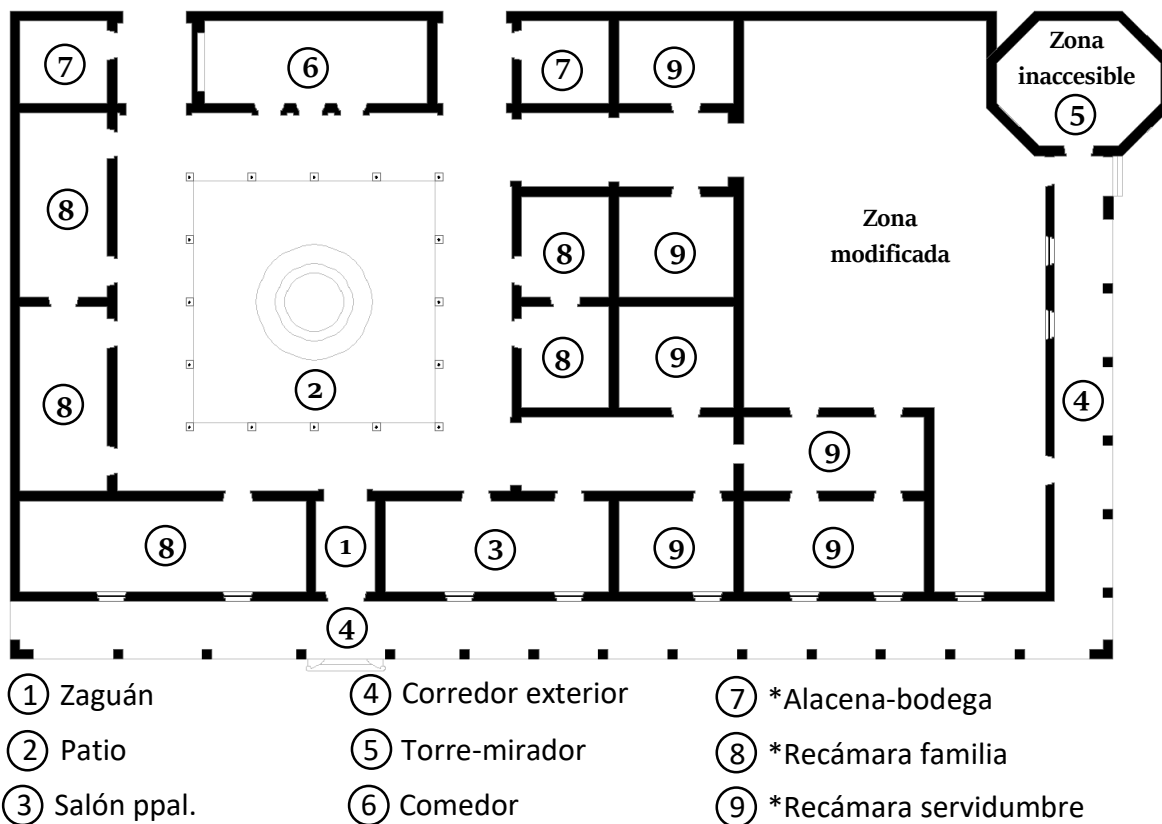 Zona
inaccesible
7 6 7 9 5
8 Zona
modificada
8 9
8 9
2
8 4
9
8 1 3 9 9
4
1 Zaguán 4 Corredor exterior 7 *Alacena-bodega
2 Patio 5 Torre-mirador 8 *Recámara familia
3 Salón ppal. 6 Comedor 9 *Recámara servidumbre